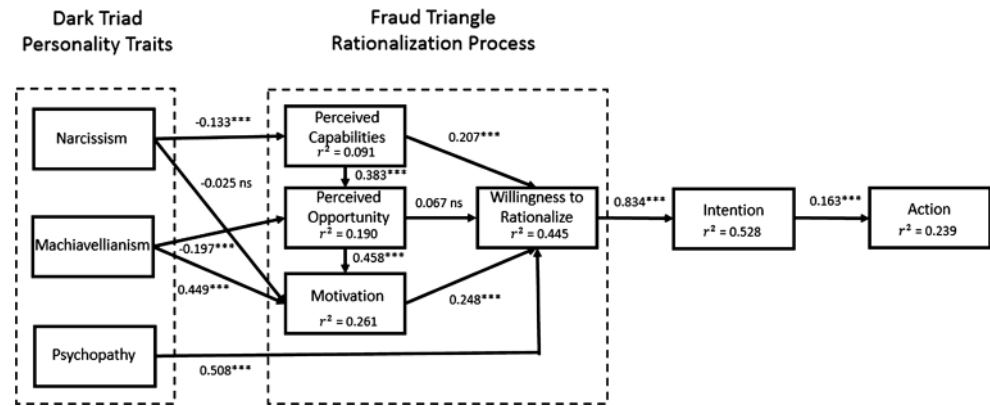 Dark Triad
Personality Traits
Fraud Triangle
Rationalization Process
Narcissism
-0.133***
Perceived
Capabilities
r² = 0.091
0.207***
-0.025 ns
0.383***
Machiavellianism
-0.197***
0.449***
Perceived
Opportunity
r² = 0.190
0.067 ns
Willingness to
Rationalize
r² = 0.445
0.834***
Intention
r² = 0.528
0.163***
Action
r² = 0.239
0.458***
Motivation
r² = 0.261
0.248***
Psychopathy
0.508***